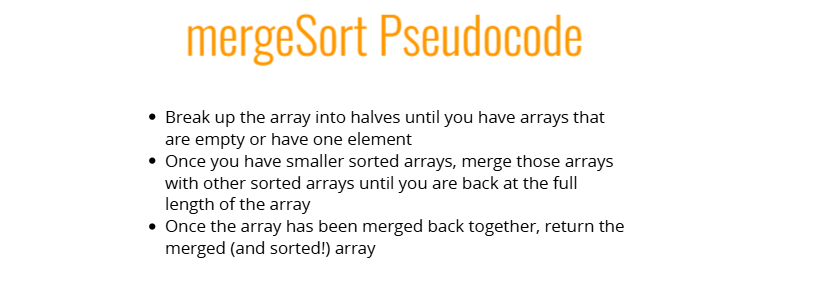 mergeSort Pseudocode
• Break up the array into halves until you have arrays that
are empty or have one element
• Once you have smaller sorted arrays, merge those arrays
with other sorted arrays until you are back at the full
length of the array
• Once the array has been merged back together, return the
merged (and sorted!) array